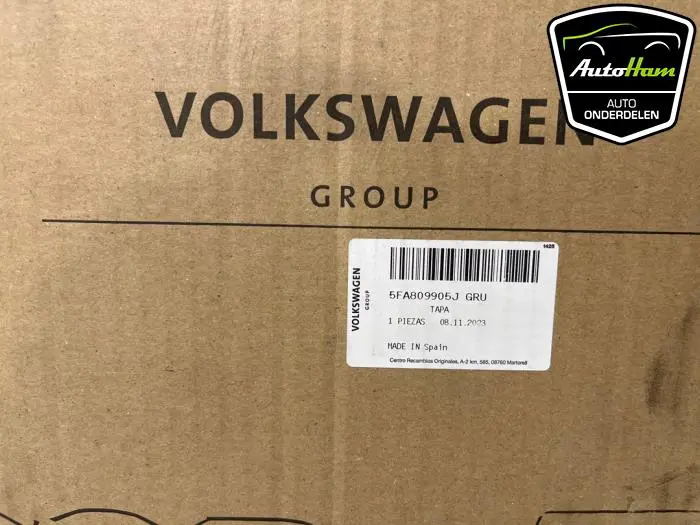 AutoHam
AUTO
ONDERDELEN
VOLKSWAGEN
GROUP
1428
VOLKSWAGEN
GROUP
5FA809905J GRU
TAPA
1 PIEZAS 08.11.2023
MADE IN Spain
Centro Recambios Originales, A-2 km, 585, 08760 Martorell